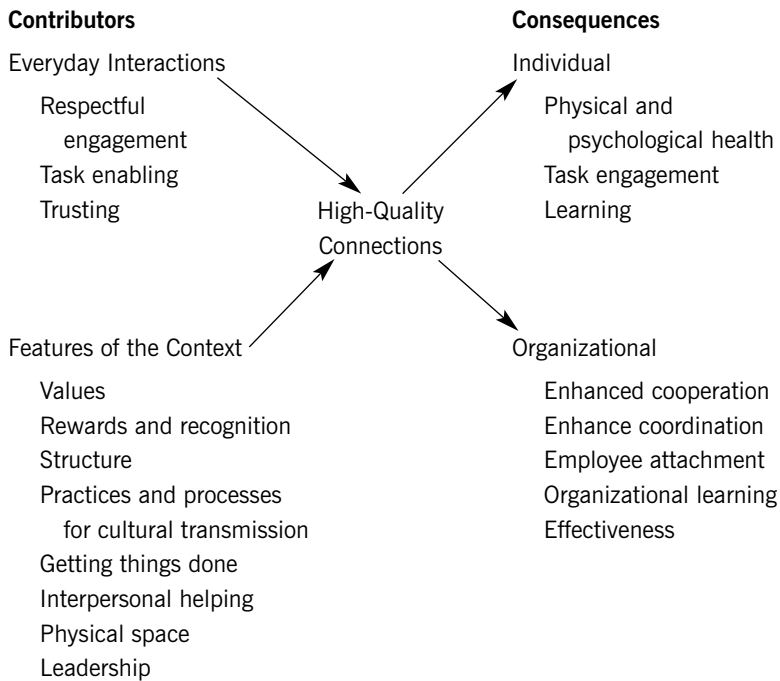 Contributors
Everyday Interactions
Respectful
engagement
Task enabling
Trusting
Features of the Context
Values
Rewards and recognition
Structure
Practices and processes
for cultural transmission
Getting things done
Interpersonal helping
Physical space
Leadership
High-Quality
Connections
Consequences
Individual
Physical and
psychological health
Task engagement
Learning
Organizational
Enhanced cooperation
Enhance coordination
Employee attachment
Organizational learning
Effectiveness